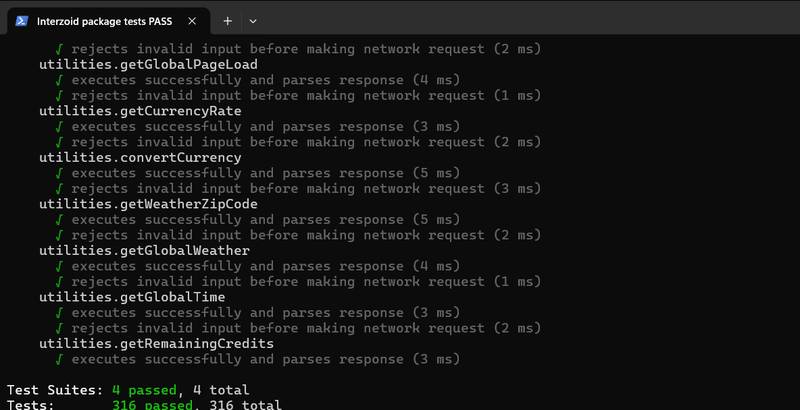 Interzoid package tests PASS
√ rejects invalid input before making network request (2 ms)
utilities.getGlobalPageLoad
√ executes successfully and parses response (4 ms)
√ rejects invalid input before making network request (1 ms)
utilities.getCurrencyRate
√ executes successfully and parses response (3 ms)
√ rejects invalid input before making network request (2 ms)
utilities.convertCurrency
√ executes successfully and parses response (5 ms)
√ rejects invalid input before making network request (3 ms)
utilities.getWeatherZipCode
√ executes successfully and parses response (5 ms)
√ rejects invalid input before making network request (2 ms)
utilities.getGlobalWeather
√ executes successfully and parses response (4 ms)
√ rejects invalid input before making network request (1 ms)
utilities.getGlobalTime
√ executes successfully and parses response (3 ms)
√ rejects invalid input before making network request (2 ms)
utilities.getRemainingCredits
√ executes successfully and parses response (3 ms)
Test Suites: 4 passed, 4 total
Tests: 316 passed, 316 total